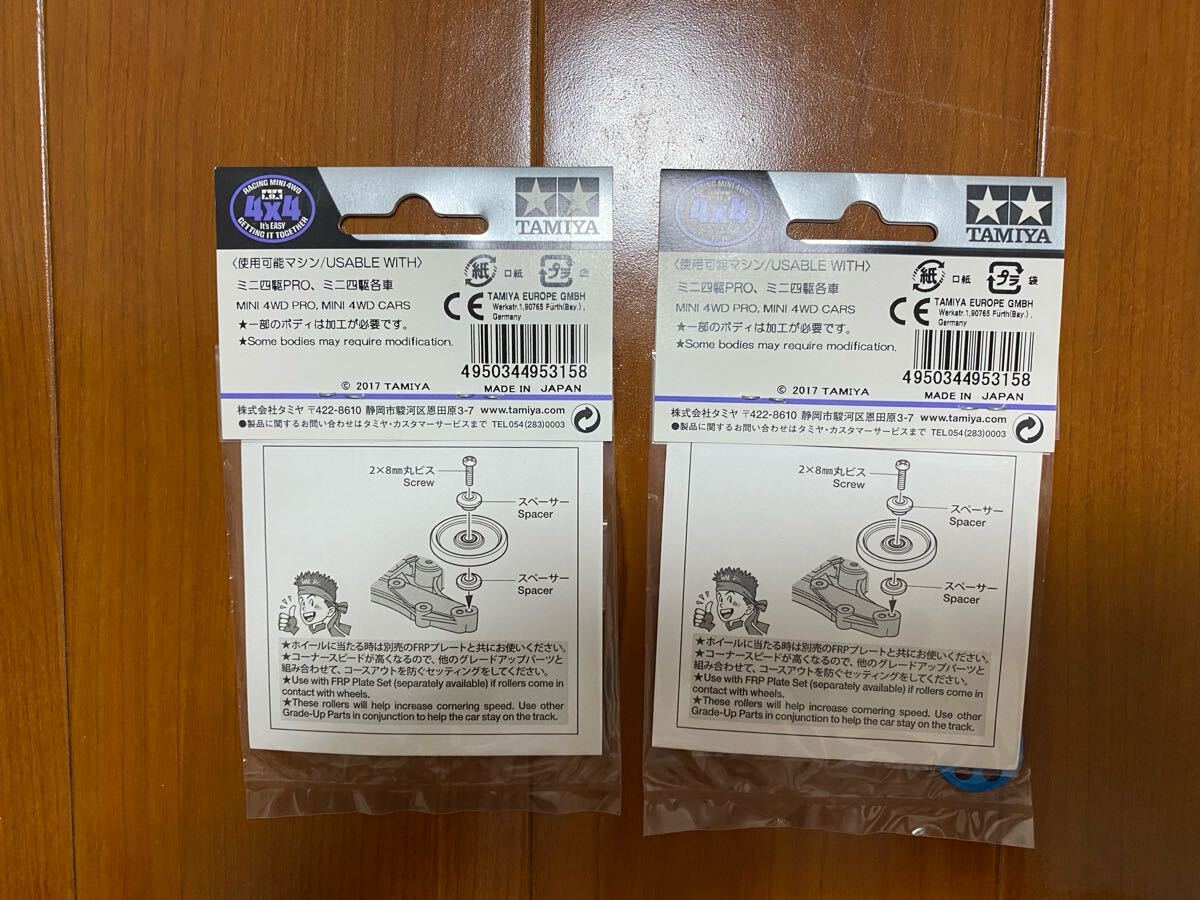 RACING MINI 4WD
4x4
It's EASY
GETTING IT TOGETHER
TAMIYA
〈使用可能マシン/USABLE WITH〉
ミニ四駆PRO、ミニ四駆各車
MINI 4WD PRO, MINI 4WD CARS
★一部のボディは加工が必要です。
★Some bodies may require modification.
紙 口紙 プラ 袋
CE TAMIYA EUROPE GMBH
Werkstr.1,90765 Fürth(Bay.),
Germany
4950344953158
© 2017 TAMIYA MADE IN JAPAN
株式会社タミヤ 〒422-8610 静岡市駿河区恩田原3-7 www.tamiya.com
●製品に関するお問い合わせはタミヤ・カスタマーサービスまで TEL054(283)0003
2×8mm丸ビス
Screw
スペーサー
Spacer
スペーサー
Spacer
★ホイールに当たる時は別売のFRPプレートと共にお使いください。
★コーナースピードが高くなるので、他のグレードアップパーツと
組み合わせて、コースアウトを防ぐセッティングをしてください。
★Use with FRP Plate Set (separately available) if rollers come in
contact with wheels.
★These rollers will help increase cornering speed. Use other
Grade-Up Parts in conjunction to help the car stay on the track.
RACING MINI 4WD
4x4
It's EASY
GETTING IT TOGETHER
TAMIYA
〈使用可能マシン/USABLE WITH〉
ミニ四駆PRO、ミニ四駆各車
MINI 4WD PRO, MINI 4WD CARS
★一部のボディは加工が必要です。
★Some bodies may require modification.
紙 口紙 プラ 袋
CE TAMIYA EUROPE GMBH
Werkstr.1,90765 Fürth(Bay.),
Germany
4950344953158
© 2017 TAMIYA MADE IN JAPAN
株式会社タミヤ 〒422-8610 静岡市駿河区恩田原3-7 www.tamiya.com
●製品に関するお問い合わせはタミヤ・カスタマーサービスまで TEL054(283)0003
2×8mm丸ビス
Screw
スペーサー
Spacer
スペーサー
Spacer
★ホイールに当たる時は別売のFRPプレートと共にお使いください。
★コーナースピードが高くなるので、他のグレードアップパーツと
組み合わせて、コースアウトを防ぐセッティングをしてください。
★Use with FRP Plate Set (separately available) if rollers come in
contact with wheels.
★These rollers will help increase cornering speed. Use other
Grade-Up Parts in conjunction to help the car stay on the track.